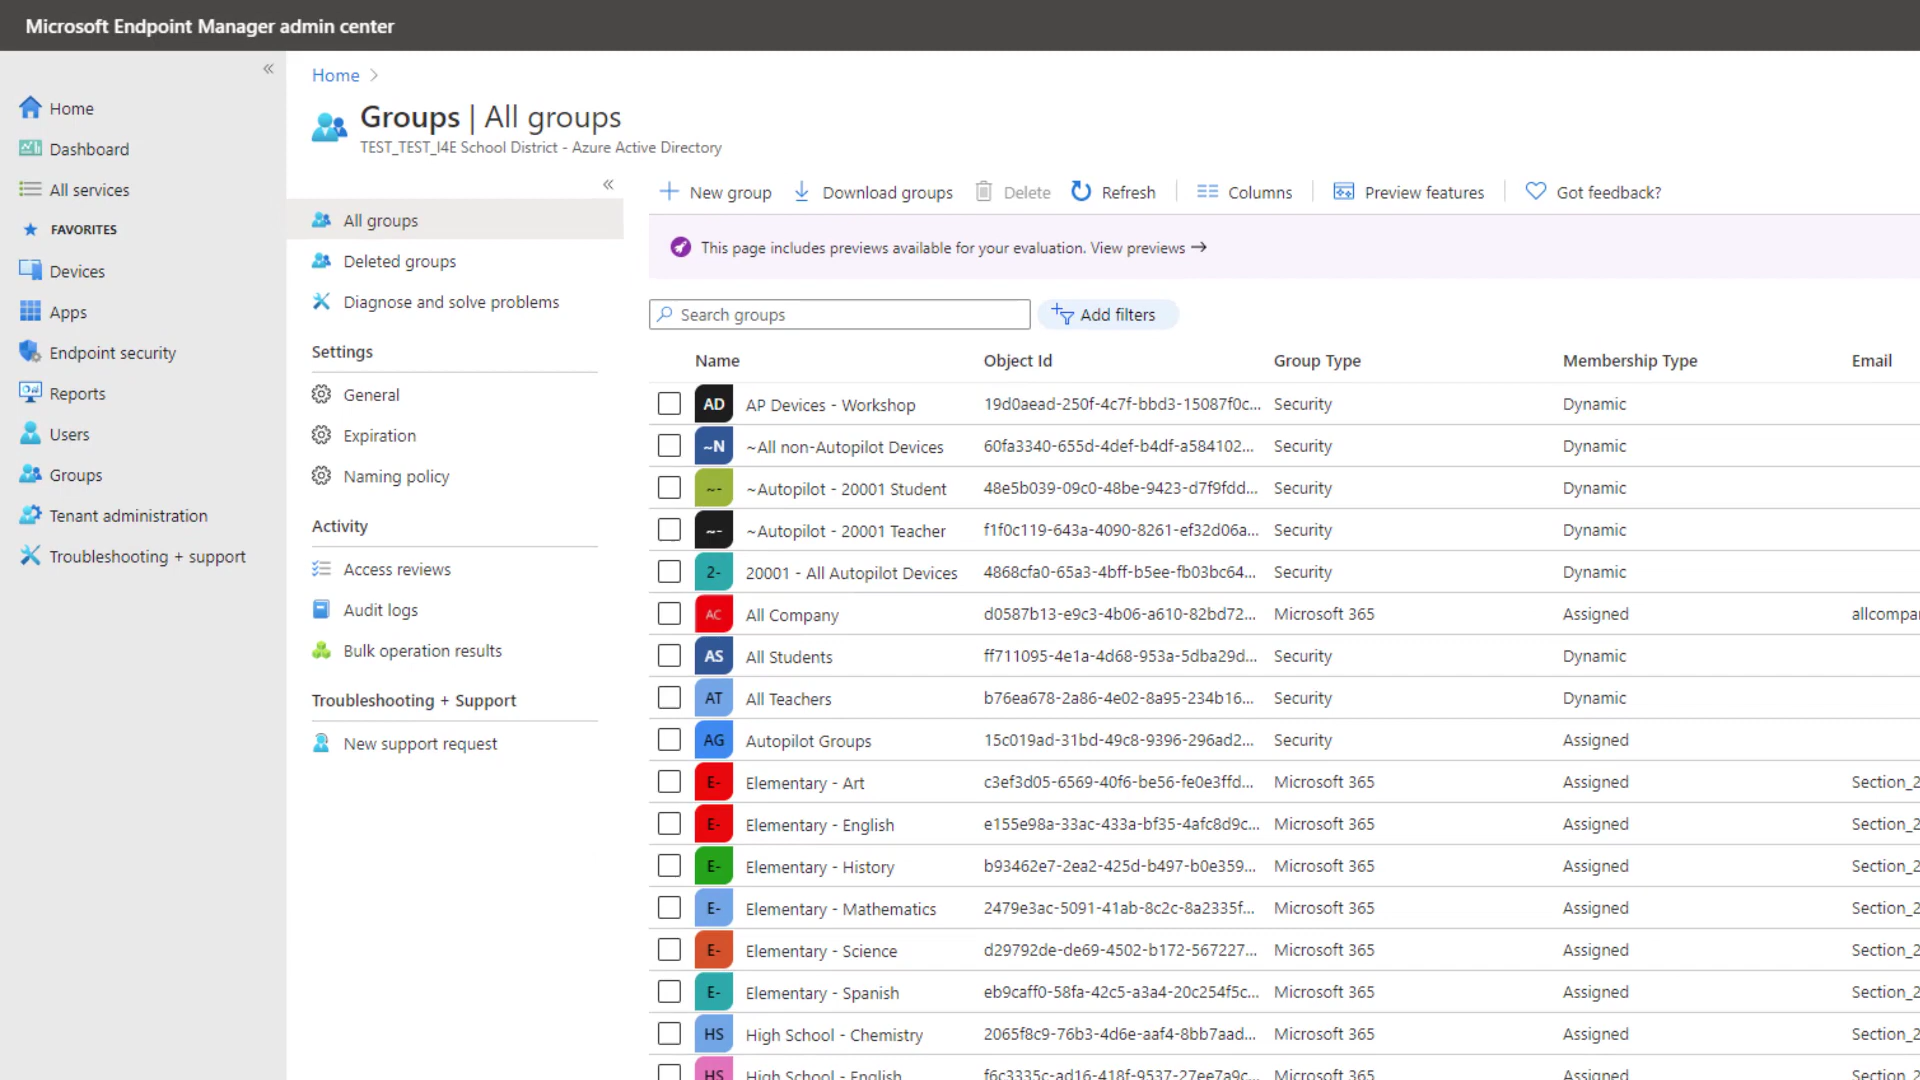 Microsoft Endpoint Manager admin center
Home
Dashboard
All services
FAVORITES
Devices
Apps
Endpoint security
Reports
Users
Groups
Tenant administration
Troubleshooting + support
Home
Groups | All groups
TEST_TEST_I4E School District - Azure Active Directory
All groups
Deleted groups
Diagnose and solve problems
Settings
General
Expiration
Naming policy
Activity
Access reviews
Audit logs
Bulk operation results
Troubleshooting + Support
New support request
New group Download groups Delete Refresh Columns Preview features Got feedback?
This page includes previews available for your evaluation. View previews →
Search groups Add filters
Name Object Id Group Type Membership Type Email
AD AP Devices - Workshop 19d0aead-250f-4c7f-bbd3-15087f0c... Security Dynamic
~N ~All non-Autopilot Devices 60fa3340-655d-4def-b4df-a584102... Security Dynamic
~- ~Autopilot - 20001 Student 48e5b039-09c0-48be-9423-d7f9fdd... Security Dynamic
~- ~Autopilot - 20001 Teacher f1f0c119-643a-4090-8261-ef32d06a... Security Dynamic
2- 20001 - All Autopilot Devices 4868cfa0-65a3-4bff-b5ee-fb03bc64... Security Dynamic
AC All Company d0587b13-e9c3-4b06-a610-82bd72... Microsoft 365 Assigned allcompa
AS All Students ff711095-4e1a-4d68-953a-5dba29d... Security Dynamic
AT All Teachers b76ea678-2a86-4e02-8a95-234b16... Security Dynamic
AG Autopilot Groups 15c019ad-31bd-49c8-9396-296ad2... Security Assigned
E- Elementary - Art c3ef3d05-6569-40f6-be56-fe0e3ffd... Microsoft 365 Assigned Section_2
E- Elementary - English e155e98a-33ac-433a-bf35-4afc8d9c... Microsoft 365 Assigned Section_2
E- Elementary - History b93462e7-2ea2-425d-b497-b0e359... Microsoft 365 Assigned Section_2
E- Elementary - Mathematics 2479e3ac-5091-41ab-8c2c-8a2335f... Microsoft 365 Assigned Section_2
E- Elementary - Science d29792de-de69-4502-b172-567227... Microsoft 365 Assigned Section_2
E- Elementary - Spanish eb9caff0-58fa-42c5-a3a4-20c254f5c... Microsoft 365 Assigned Section_2
HS High School - Chemistry 2065f8c9-76b3-4d6e-aaf4-8bb7aad... Microsoft 365 Assigned Section_2
HS High School - English f6c3335c-ad16-418f-9537-27ee7a9c... Microsoft 365 Assigned Section_2